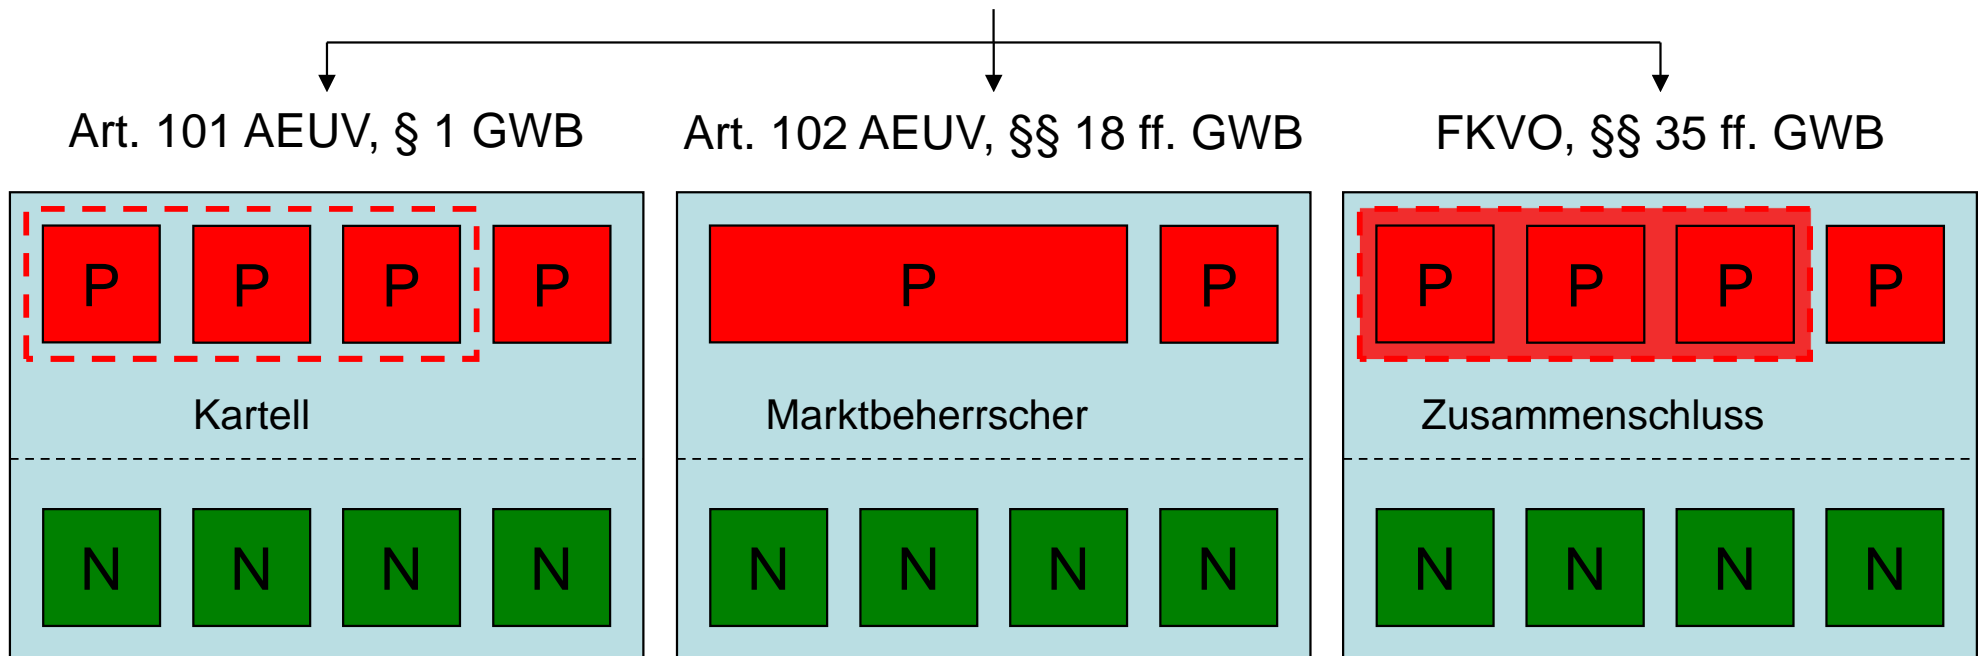 Art. 101 AEUV, § 1 GWB
Art. 102 AEUV, §§ 18 ff. GWB
FKVO, §§ 35 ff. GWB
P P P P
Kartell
N N N N
P P
Marktbeherrscher
N N N N
P P P P
Zusammenschluss
N N N N